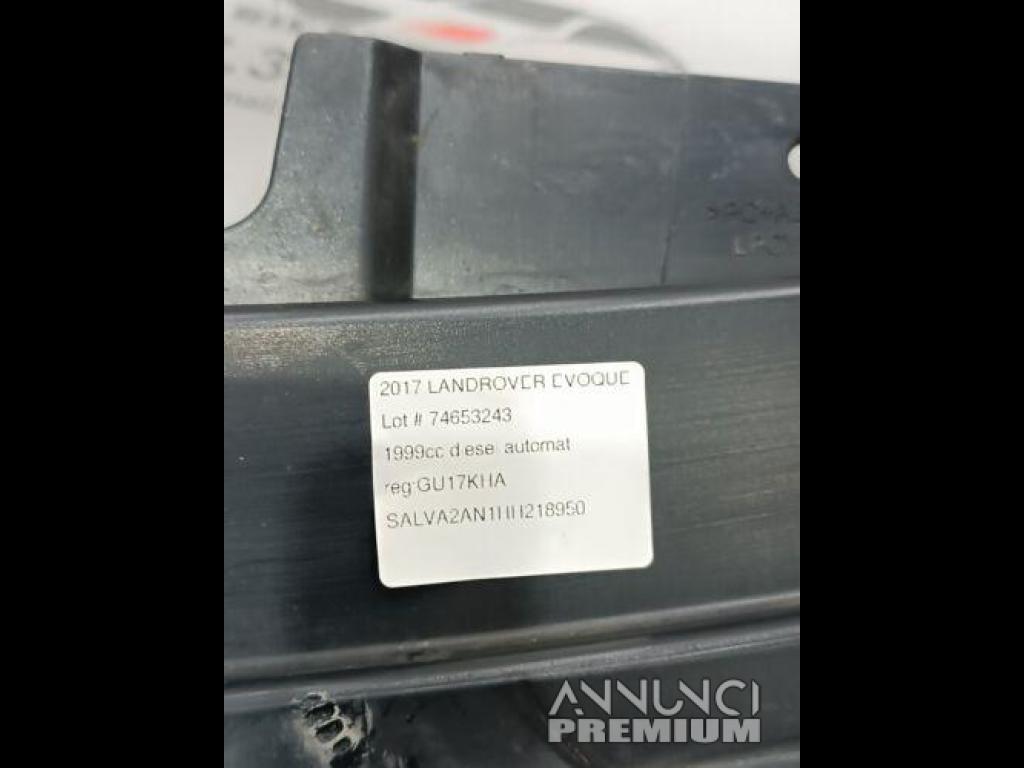 2017 LANDROVER EVOQUE
Lot # 74653243
1999cc diesel automat
reg:GU17KHA
SALVA2AN1HH218950
ANNUNCI
PREMIUM